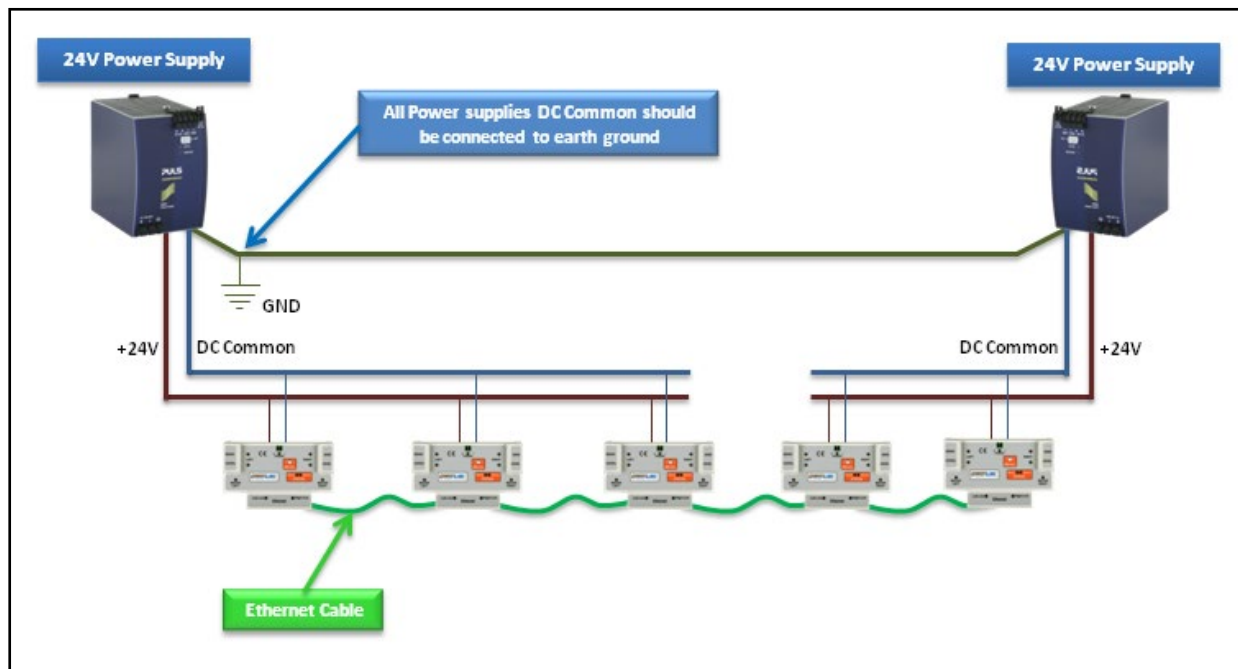 24V Power Supply
24V Power Supply
All Power supplies DC Common should
be connected to earth ground
PULS
GND
+24V
DC Common
DC Common
+24V
Ethernet Cable